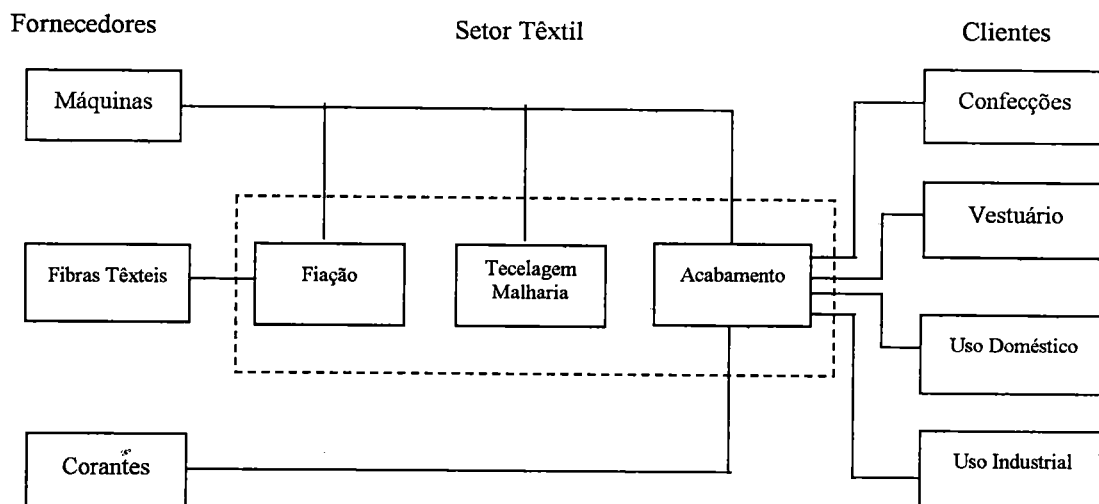 Fornecedores
Setor Têxtil
Clientes
Máquinas
Confecções
Vestuário
Fibras Têxteis
Fiação
Tecelagem
Malharia
Acabamento
Uso Doméstico
Corantes
Uso Industrial